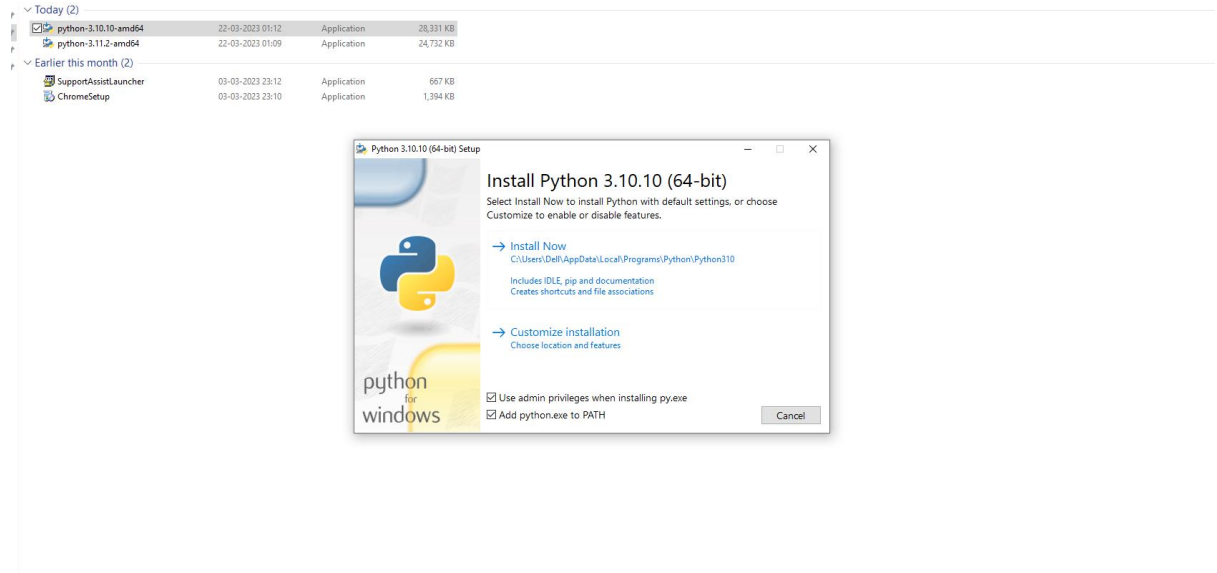 Today (2)
python-3.10.10-amd64 22-03-2023 01:12 Application 28,331 KB
python-3.11.2-amd64 22-03-2023 01:09 Application 24,732 KB
Earlier this month (2)
SupportAssistLauncher 03-03-2023 23:12 Application 667 KB
ChromeSetup 03-03-2023 23:10 Application 1,394 KB
Python 3.10.10 (64-bit) Setup
Install Python 3.10.10 (64-bit)
Select Install Now to install Python with default settings, or choose
Customize to enable or disable features.
Install Now
C:\Users\Dell\AppData\Local\Programs\Python\Python310
Includes IDLE, pip and documentation
Creates shortcuts and file associations
Customize installation
Choose location and features
python
for
windows
Use admin privileges when installing py.exe
Add python.exe to PATH
Cancel